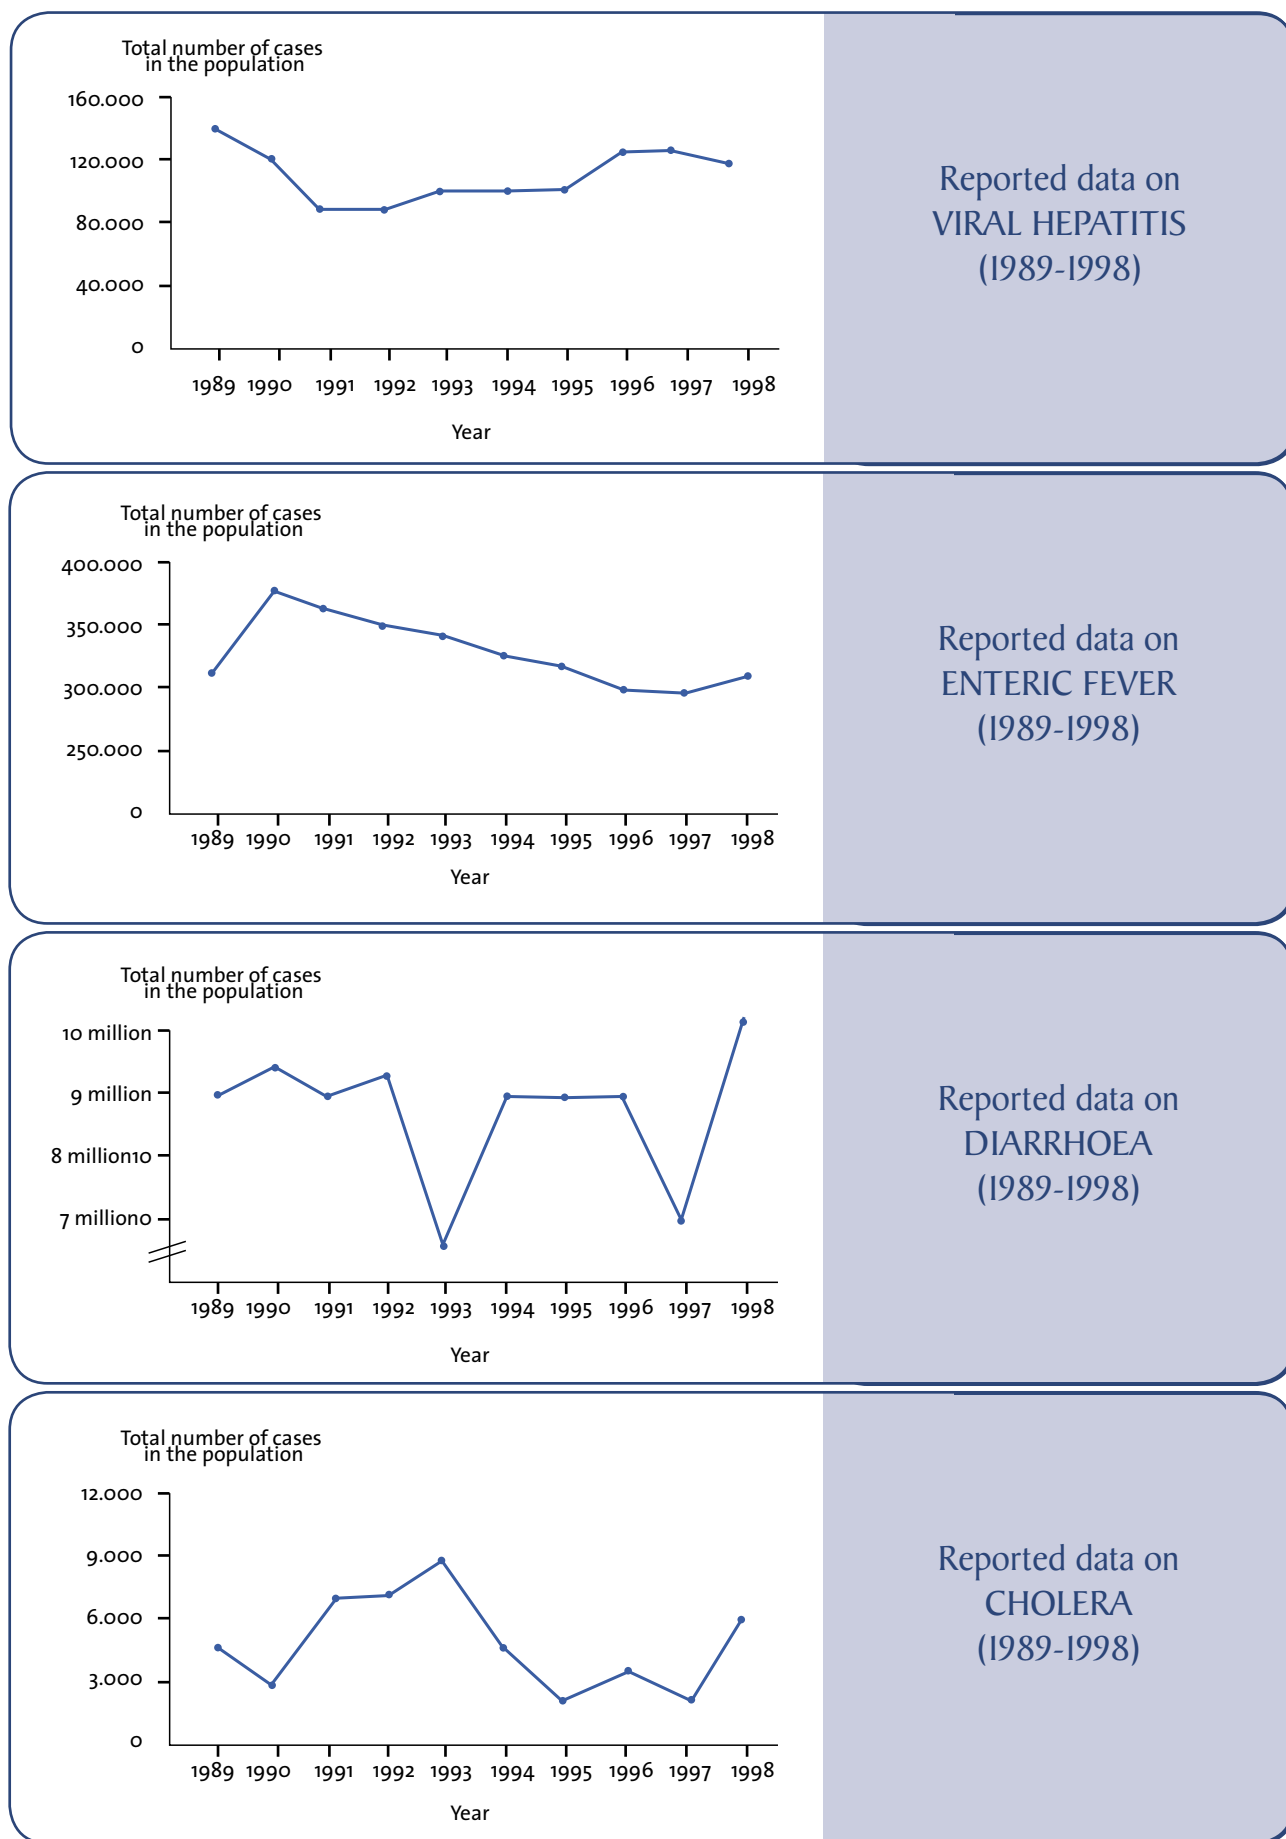 Total number of cases
in the population
160.000
120.000
80.000
40.000
0
1989 1990 1991 1992 1993 1994 1995 1996 1997 1998
Year
Reported data on
VIRAL HEPATITIS
(1989-1998)
Total number of cases
in the population
400.000
350.000
300.000
250.000
0
1989 1990 1991 1992 1993 1994 1995 1996 1997 1998
Year
Reported data on
ENTERIC FEVER
(1989-1998)
Total number of cases
in the population
10 million
9 million
8 million10
7 million0
1989 1990 1991 1992 1993 1994 1995 1996 1997 1998
Year
Reported data on
DIARRHOEA
(1989-1998)
Total number of cases
in the population
12.000
9.000
6.000
3.000
0
1989 1990 1991 1992 1993 1994 1995 1996 1997 1998
Year
Reported data on
CHOLERA
(1989-1998)